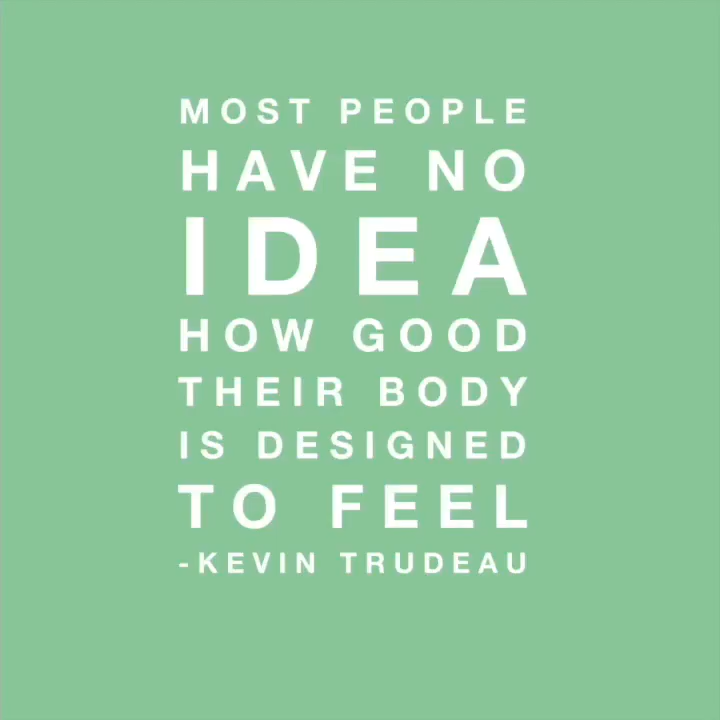 MOST PEOPLE
HAVE NO
IDEA
HOW GOOD
THEIR BODY
IS DESIGNED
TO FEEL
-KEVIN TRUDEAU